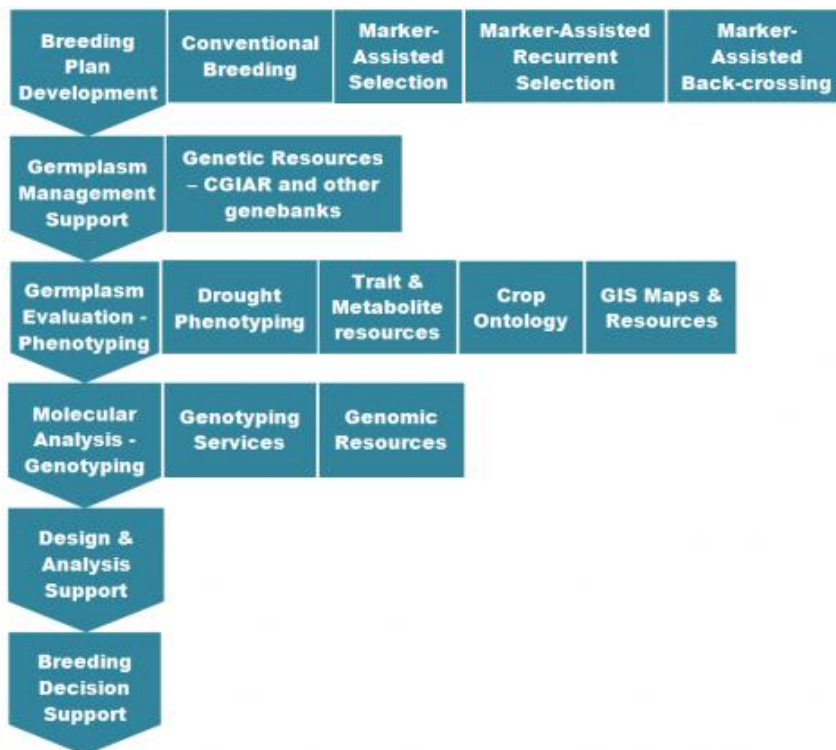 Breeding
Plan
Development
Conventional
Breeding
Marker-
Assisted
Selection
Marker-Assisted
Recurrent
Selection
Marker-
Assisted
Back-crossing
Germplasm
Management
Support
Genetic Resources
– CGIAR and other
genebanks
Germplasm
Evaluation -
Phenotyping
Drought
Phenotyping
Trait &
Metabolite
resources
Crop
Ontology
GIS Maps &
Resources
Molecular
Analysis -
Genotyping
Genotyping
Services
Genomic
Resources
Design &
Analysis
Support
Breeding
Decision
Support